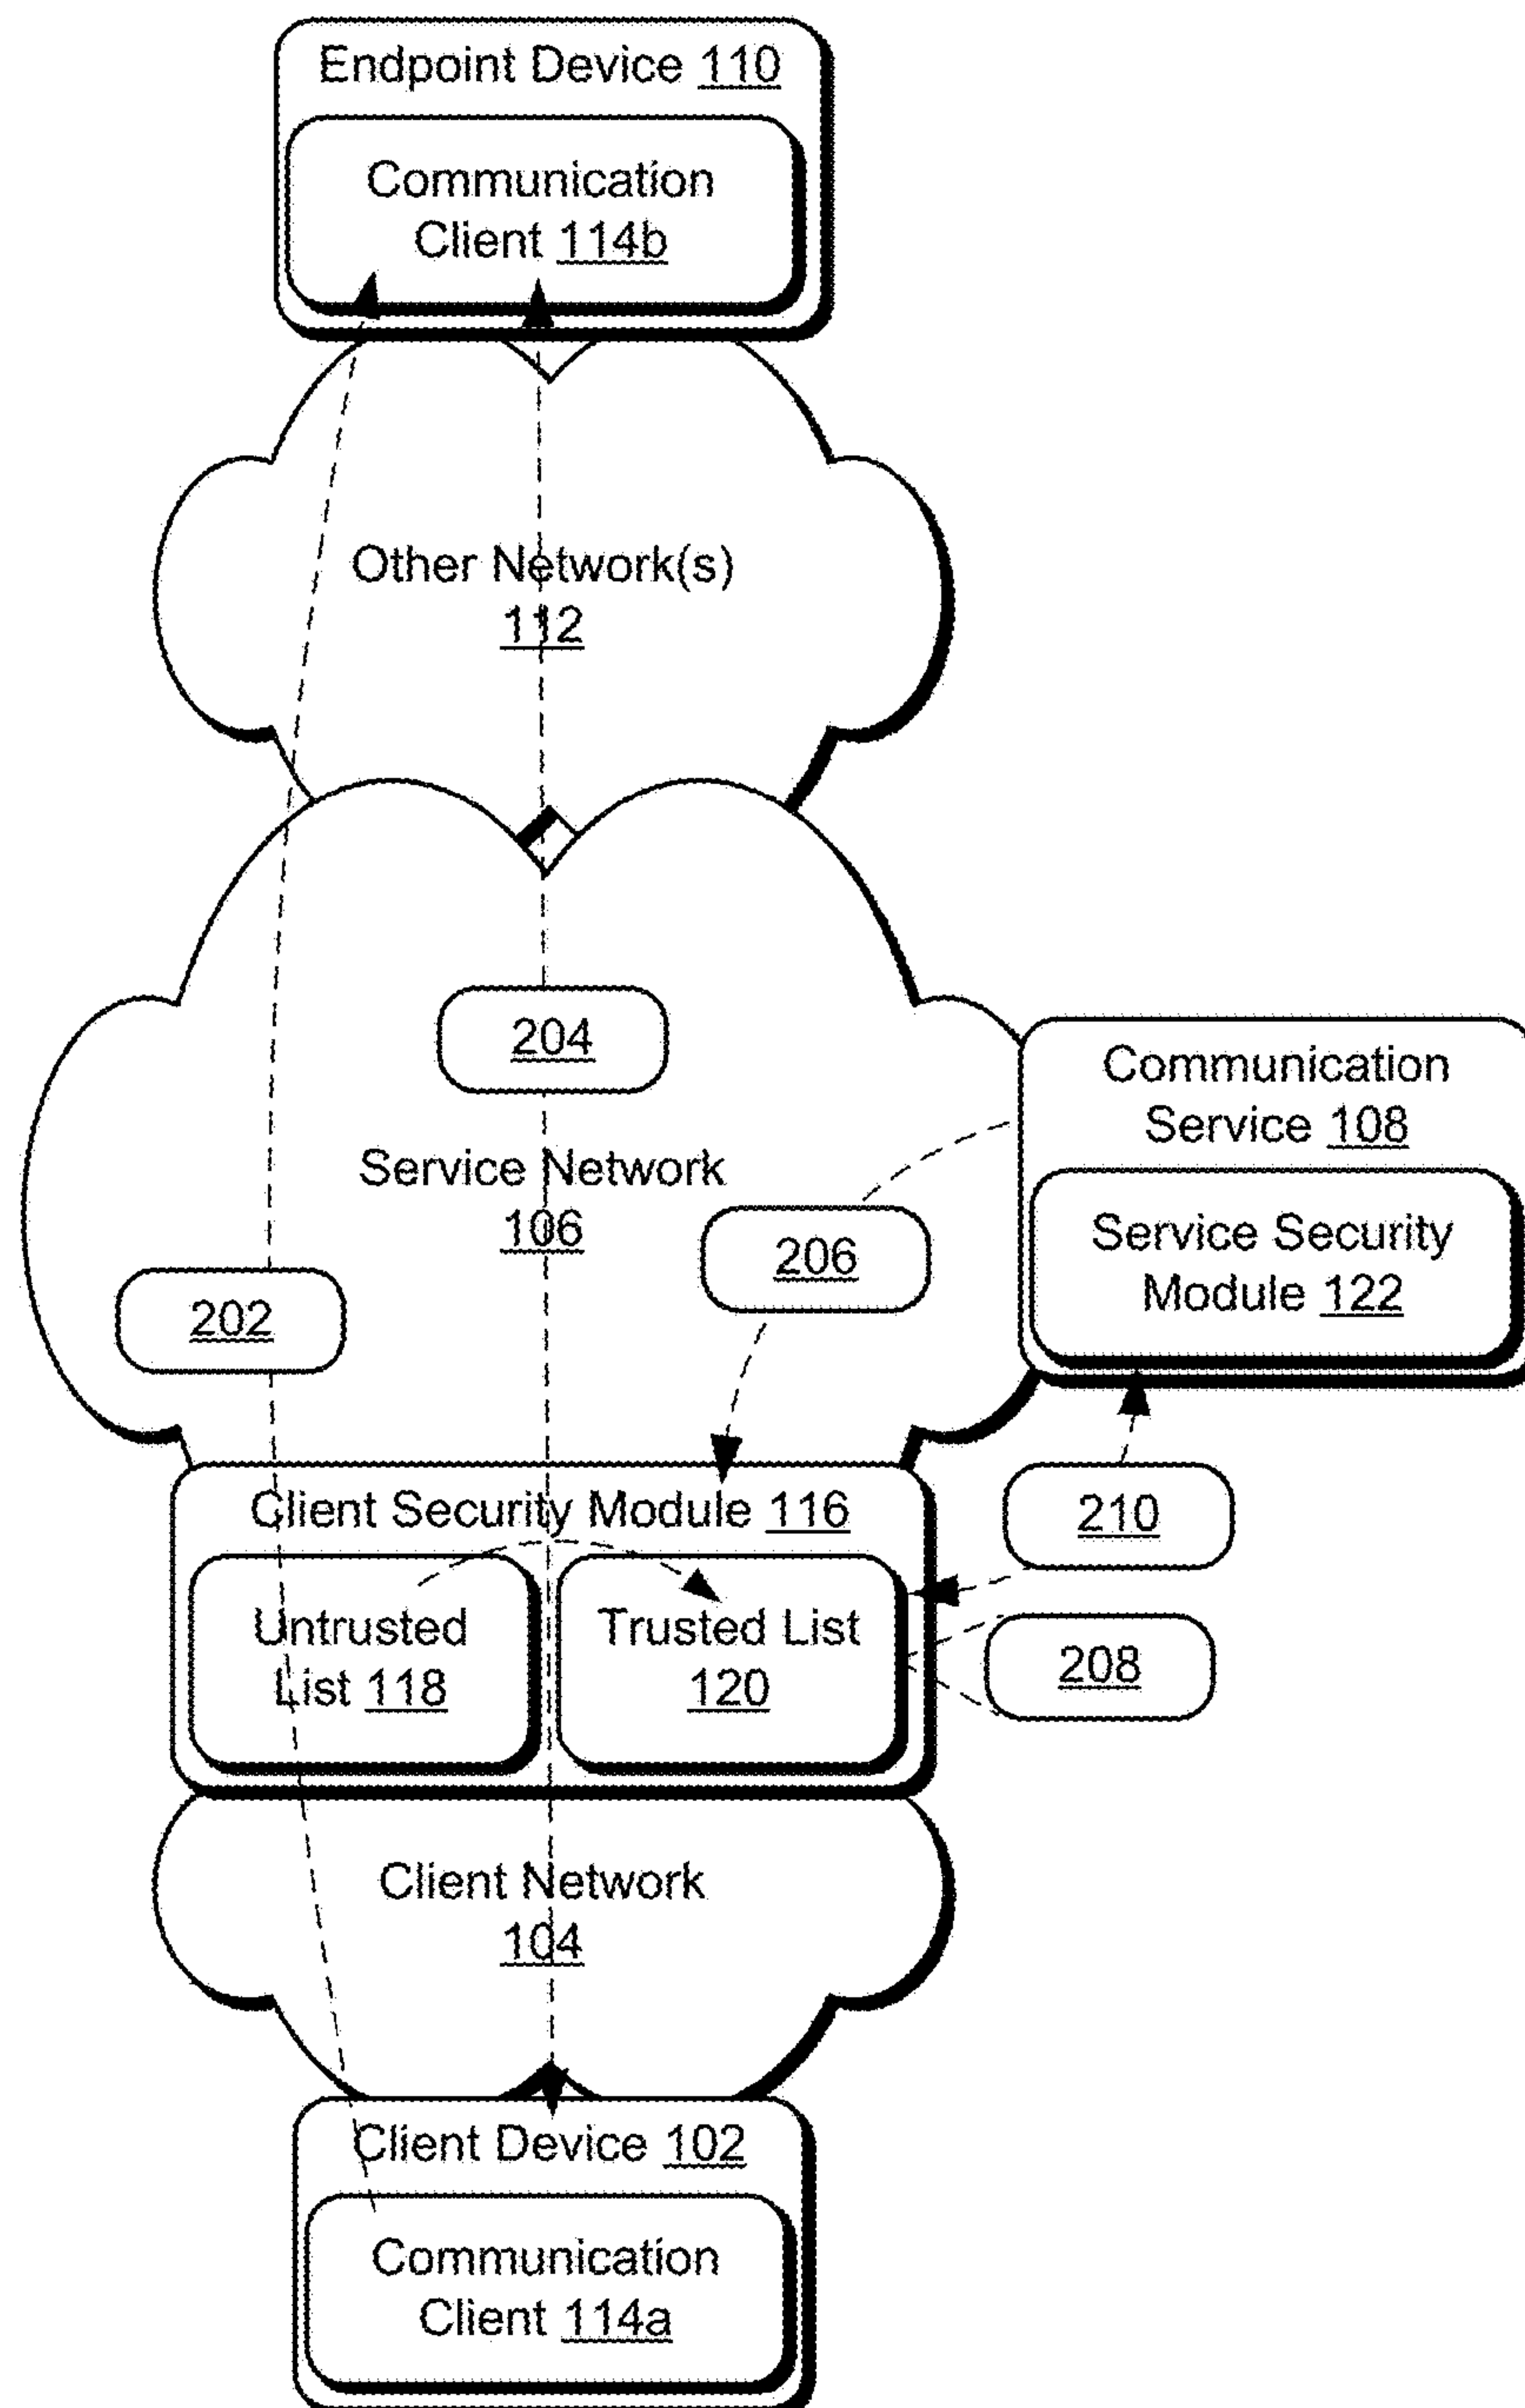 Endpoint Device 110
Communication
Client 114b
Other Network(s)
112
204
Service Network
106
202
206
Communication
Service 108
Service Security
Module 122
Client Security Module 116
Untrusted
List 118
Trusted List
120
210
208
Client Network
104
Client Device 102
Communication
Client 114a